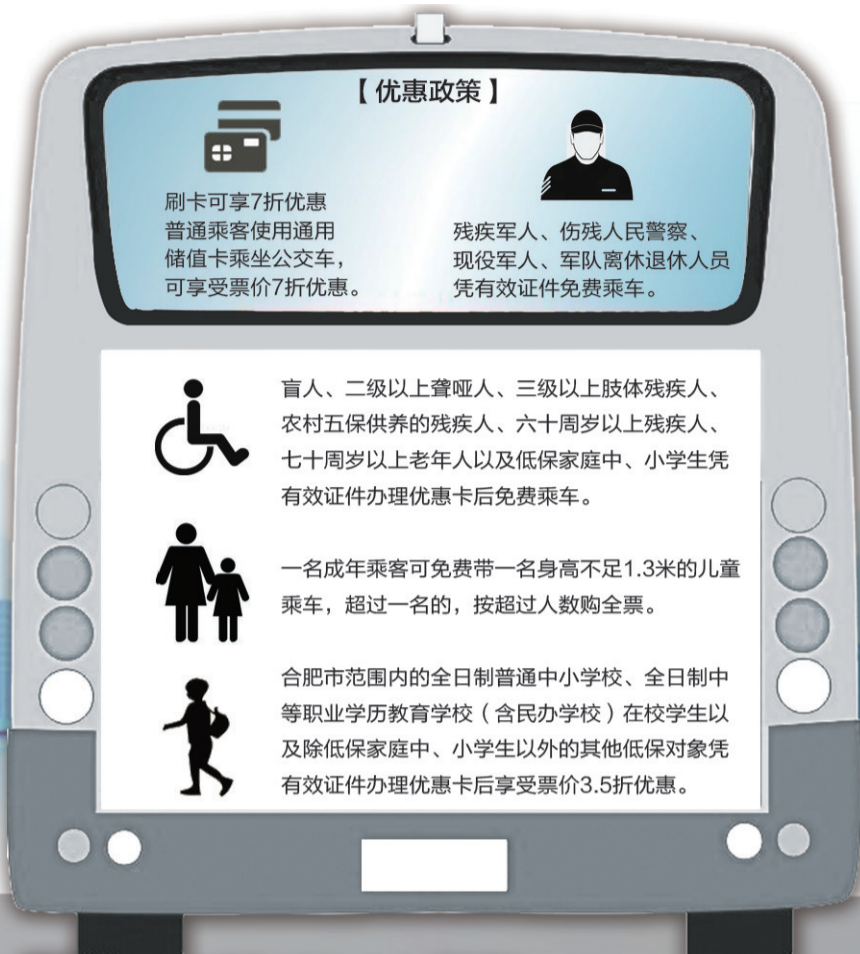 【优惠政策】
刷卡可享7折优惠
普通乘客使用通用
储值卡乘坐公交车，
可享受票价7折优惠。
残疾军人、伤残人民警察、
现役军人、军队离休退休人员
凭有效证件免费乘车。
盲人、二级以上聋哑人、三级以上肢体残疾人、
农村五保供养的残疾人、六十周岁以上残疾人、
七十周岁以上老年人以及低保家庭中、小学生凭
有效证件办理优惠卡后免费乘车。
一名成年乘客可免费带一名身高不足1.3米的儿童
乘车，超过一名的，按超过人数购全票。
合肥市范围内的全日制普通中小学校、全日制中
等职业学历教育学校（含民办学校）在校学生以
及除低保家庭中、小学生以外的其他低保对象凭
有效证件办理优惠卡后享受票价3.5折优惠。